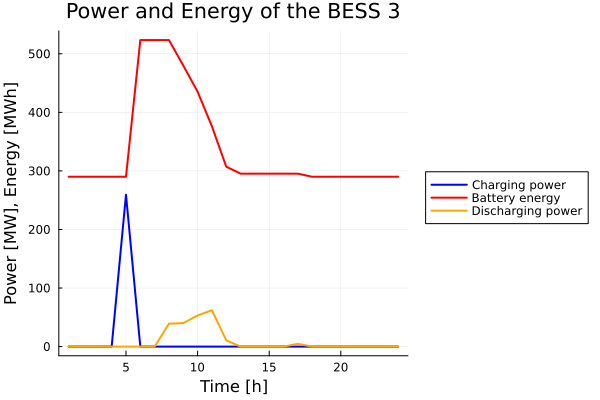 Power and Energy of the BESS 3
Power [MW], Energy [MWh]
500
400
300
200
100
0
5
10
15
20
Time [h]
Charging power
Battery energy
Discharging power